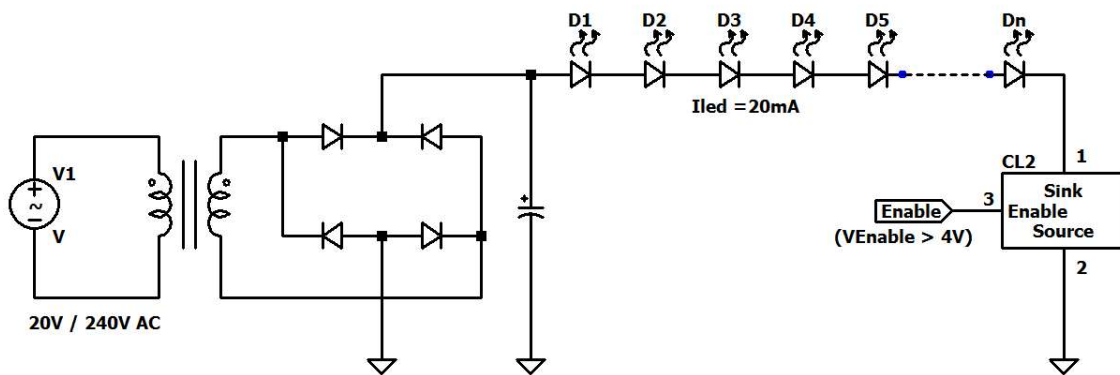 D1 D2 D3 D4 D5 Dn
Iled =20mA
V1
+
~
−
V
20V / 240V AC
+
CL2
1
Sink
3
Enable
Enable
Source
(VEnable > 4V)
2